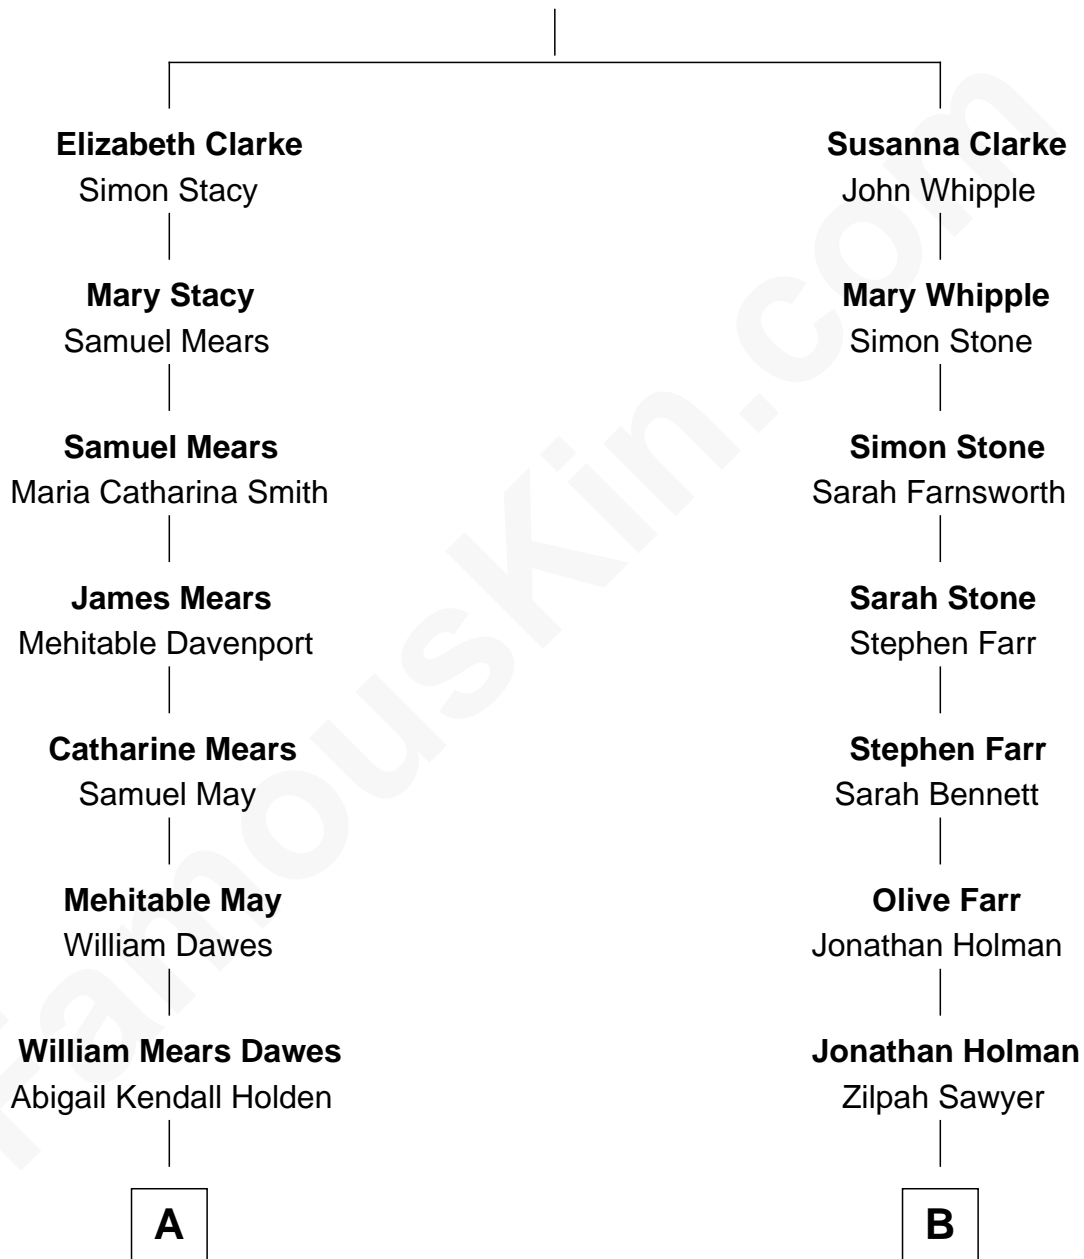 Elizabeth Clarke
Simon Stacy
Mary Stacy
Samuel Mears
Samuel Mears
Maria Catharina Smith
James Mears
Mehitable Davenport
Catharine Mears
Samuel May
Mehitable May
William Dawes
William Mears Dawes
Abigail Kendall Holden
A
Susanna Clarke
John Whipple
Mary Whipple
Simon Stone
Simon Stone
Sarah Farnsworth
Sarah Stone
Stephen Farr
Stephen Farr
Sarah Bennett
Olive Farr
Jonathan Holman
Jonathan Holman
Zilpah Sawyer
B
FamousKin.com